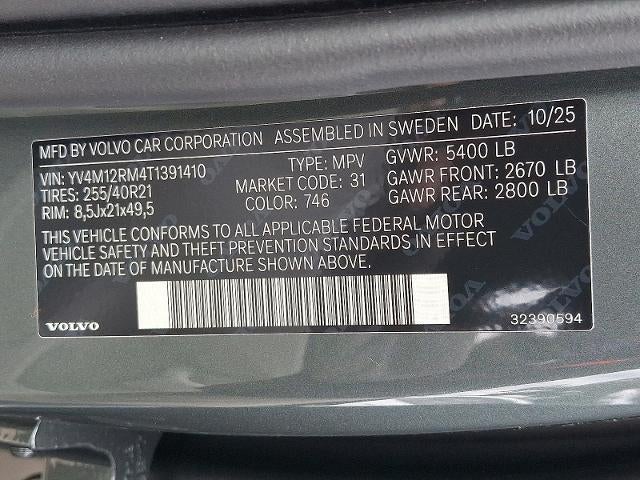 MFD BY VOLVO CAR CORPORATION ASSEMBLED IN SWEDEN DATE: 10/25
VIN: YV4M12RM4T1391410 TYPE: MPV GVWR: 5400 LB
TIRES: 255/40R21 MARKET CODE: 31 GAWR FRONT: 2670 LB
RIM: 8,5Jx21x49,5 COLOR: 746 GAWR REAR: 2800 LB
THIS VEHICLE CONFORMS TO ALL APPLICABLE FEDERAL MOTOR
VEHICLE SAFETY AND THEFT PREVENTION STANDARDS IN EFFECT
ON THE DATE OF MANUFACTURE SHOWN ABOVE.
VOLVO 32390594